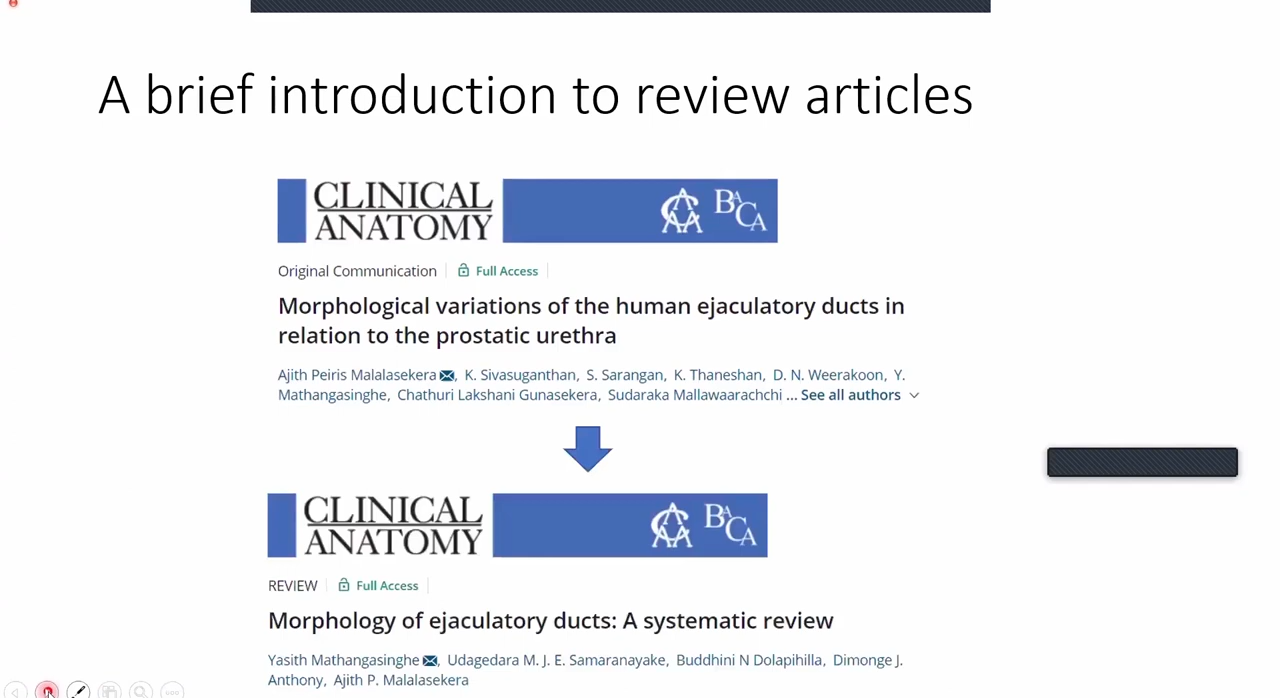 A brief introduction to review articles
CLINICAL
ANATOMY
BACA
Original Communication
Full Access
Morphological variations of the human ejaculatory ducts in
relation to the prostatic urethra
Ajith Peiris Malalasekera, K. Sivasuganthan, S. Sarangan, K. Thaneshan, D. N. Weerakoon, Y.
Mathangasinghe, Chathuri Lakshani Gunasekera, Sudaraka Mallawaarachchi ... See all authors
CLINICAL
ANATOMY
BACA
REVIEW
Full Access
Morphology of ejaculatory ducts: A systematic review
Yasith Mathangasinghe, Udagedara M. J. E. Samaranayake, Buddhini N Dolapihilla, Dimonge J.
Anthony, Ajith P. Malalasekera